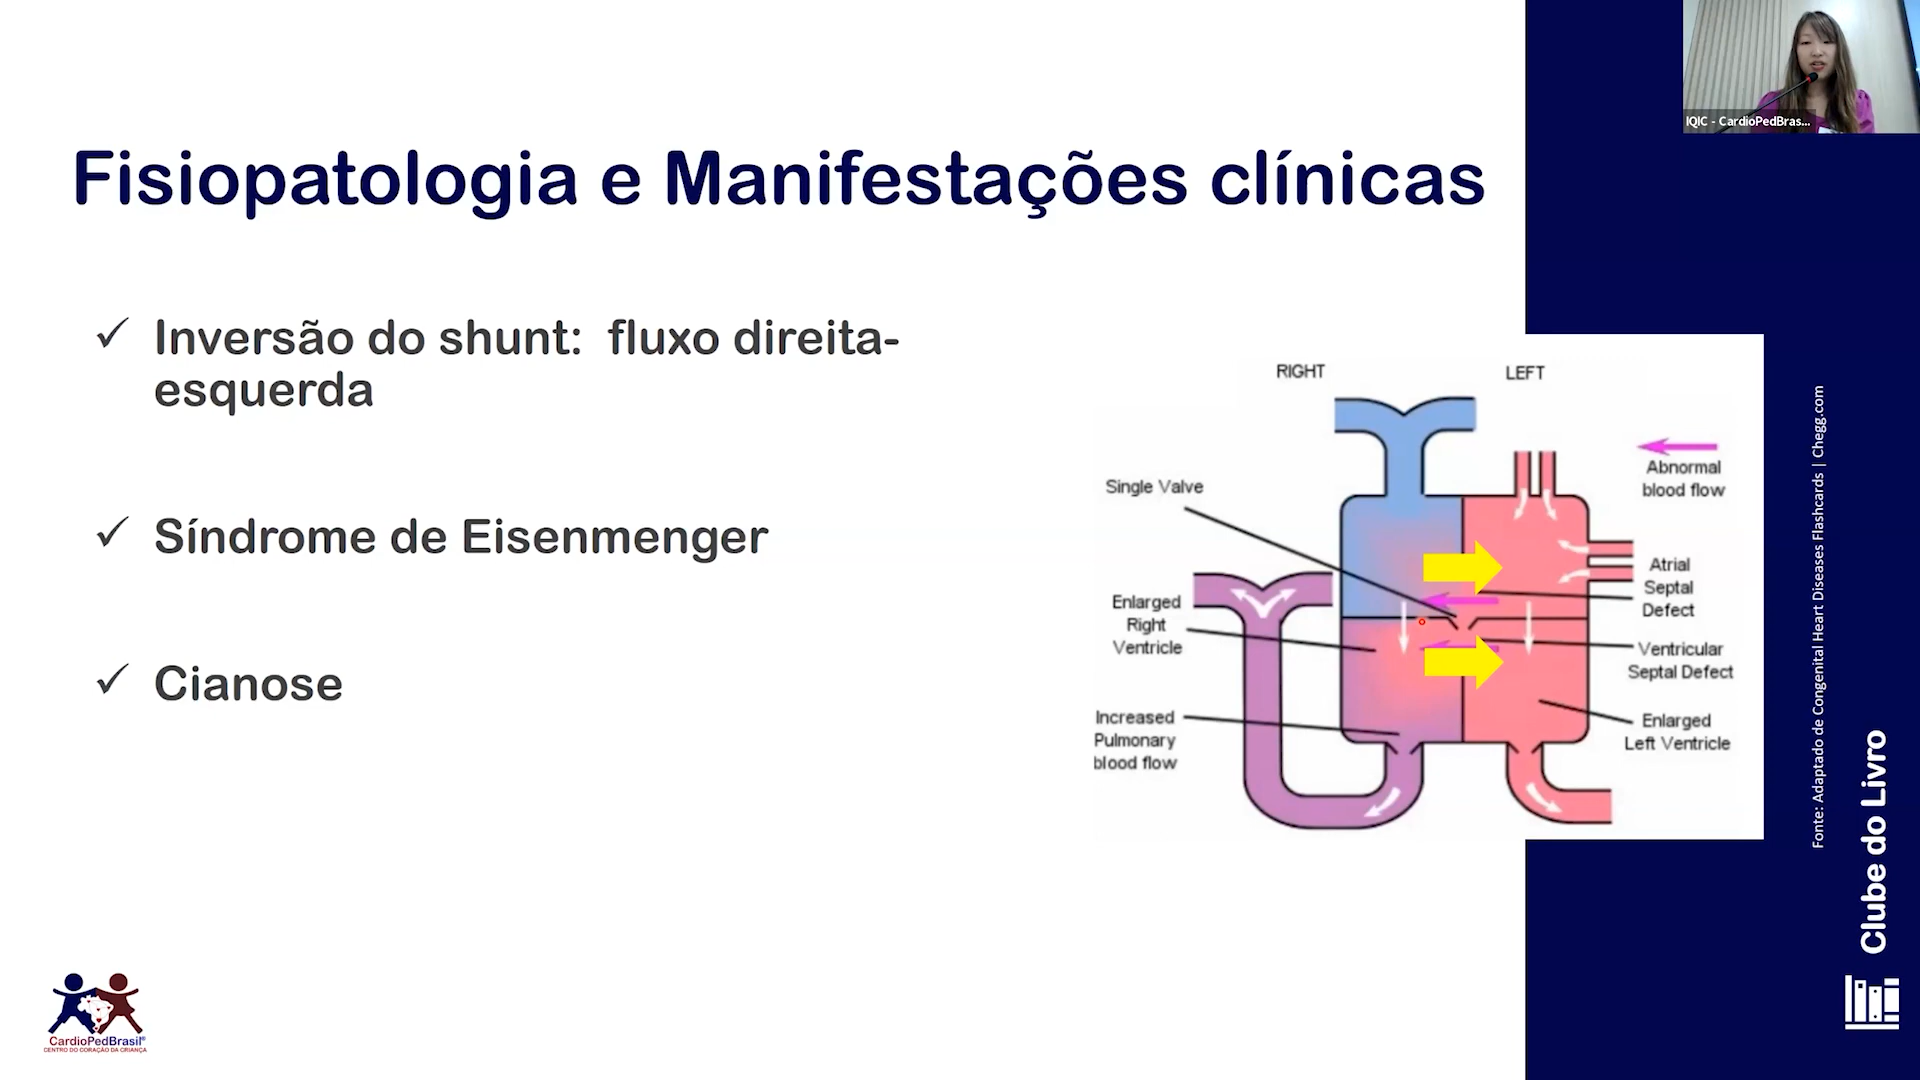 IQIC - CardioPedBras...
Fisiopatologia e Manifestações clínicas
✓ Inversão do shunt: fluxo direita-
esquerda
✓ Síndrome de Eisenmenger
✓ Cianose
RIGHT
LEFT
Abnormal
blood flow
Single Valve
Atrial
Septal
Defect
Enlarged
Right
Ventricle
Ventricular
Septal Defect
Increased
Pulmonary
blood flow
Enlarged
Left Ventricle
Fonte: Adaptado de Congenital Heart Diseases Flashcards | Chegg.com
Clube do Livro
CardioPedBrasil®
CENTRO DO CORAÇÃO DA CRIANÇA